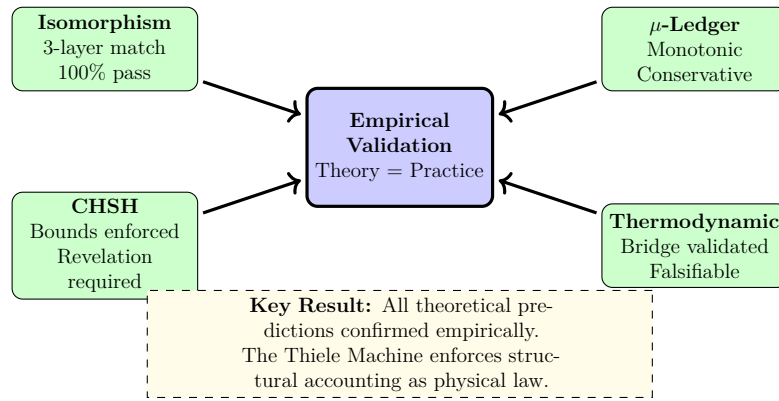 Isomorphism
3-layer match
100% pass
μ-Ledger
Monotonic
Conservative
Empirical
Validation
Theory = Practice
CHSH
Bounds enforced
Revelation
required
Thermodynamic
Bridge validated
Falsifiable
Key Result: All theoretical pre-
dictions confirmed empirically.
The Thiele Machine enforces struc-
tural accounting as physical law.